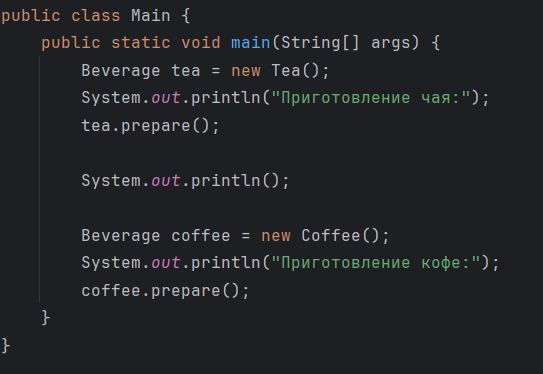 public class Main {
public static void main(String[] args) {
Beverage tea = new Tea();
System.out.println("Приготовление чая:");
tea.prepare();
System.out.println();
Beverage coffee = new Coffee();
System.out.println("Приготовление кофе:");
coffee.prepare();
}
}